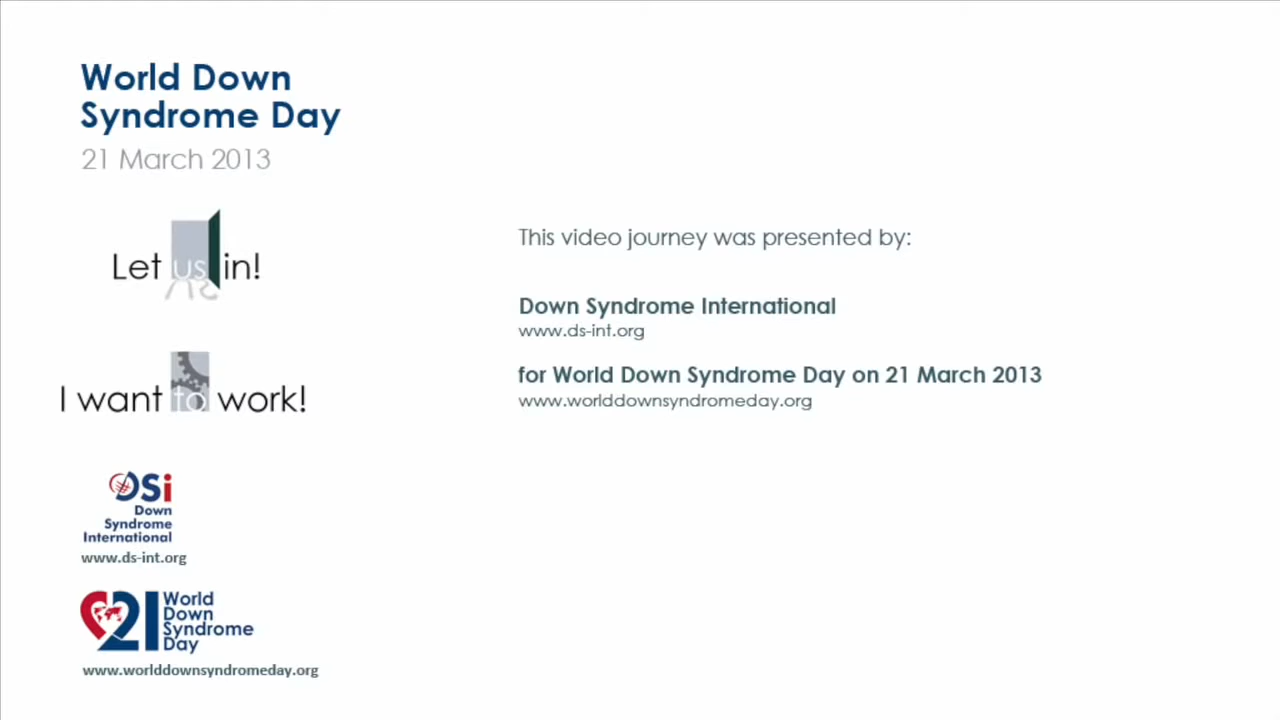 World Down
Syndrome Day
21 March 2013
Let us in!
I want to work!
DSi
Down
Syndrome
International
www.ds-int.org
21 World
Down
Syndrome
Day
www.worlddownsyndromeday.org
This video journey was presented by:
Down Syndrome International
www.ds-int.org
for World Down Syndrome Day on 21 March 2013
www.worlddownsyndromeday.org